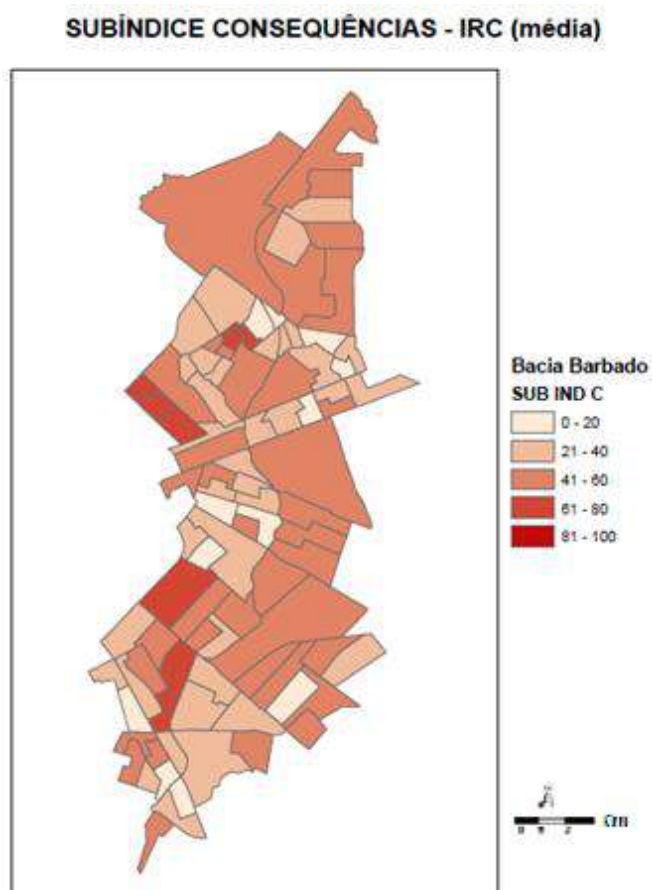 SUBÍNDICE CONSEQUÊNCIAS - IRC (média)
Bacia Barbado
SUB IND C
0 - 20
21 - 40
41 - 60
61 - 80
81 - 100